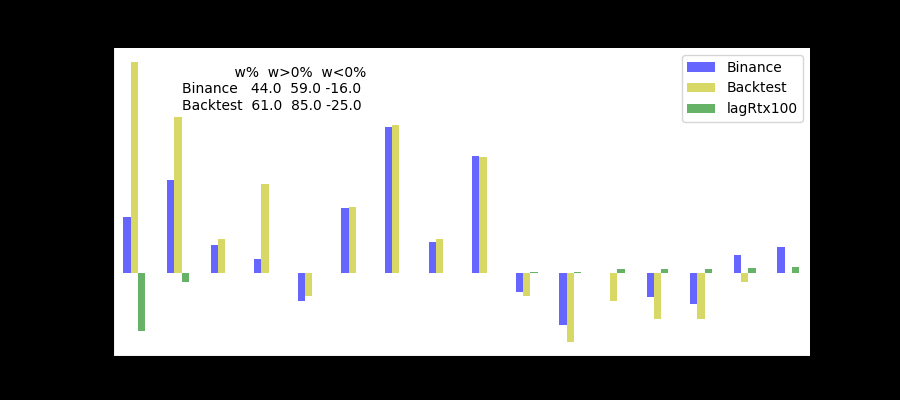 w% w>0% w<0%
Binance 44.0 59.0 -16.0
Backtest 61.0 85.0 -25.0
Binance
Backtest
lagRtx100